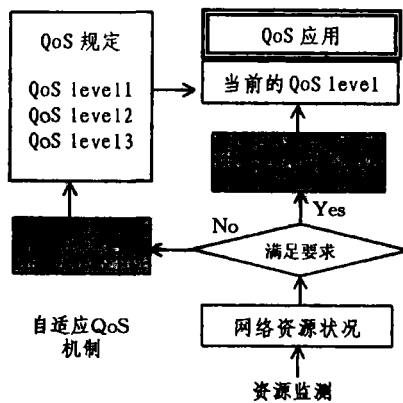 QoS 规定
QoS level1
QoS level2
QoS level3
QoS 应用
当前的 QoS level
No
Yes
满足要求
网络资源状况
资源监测
自适应QoS
机制